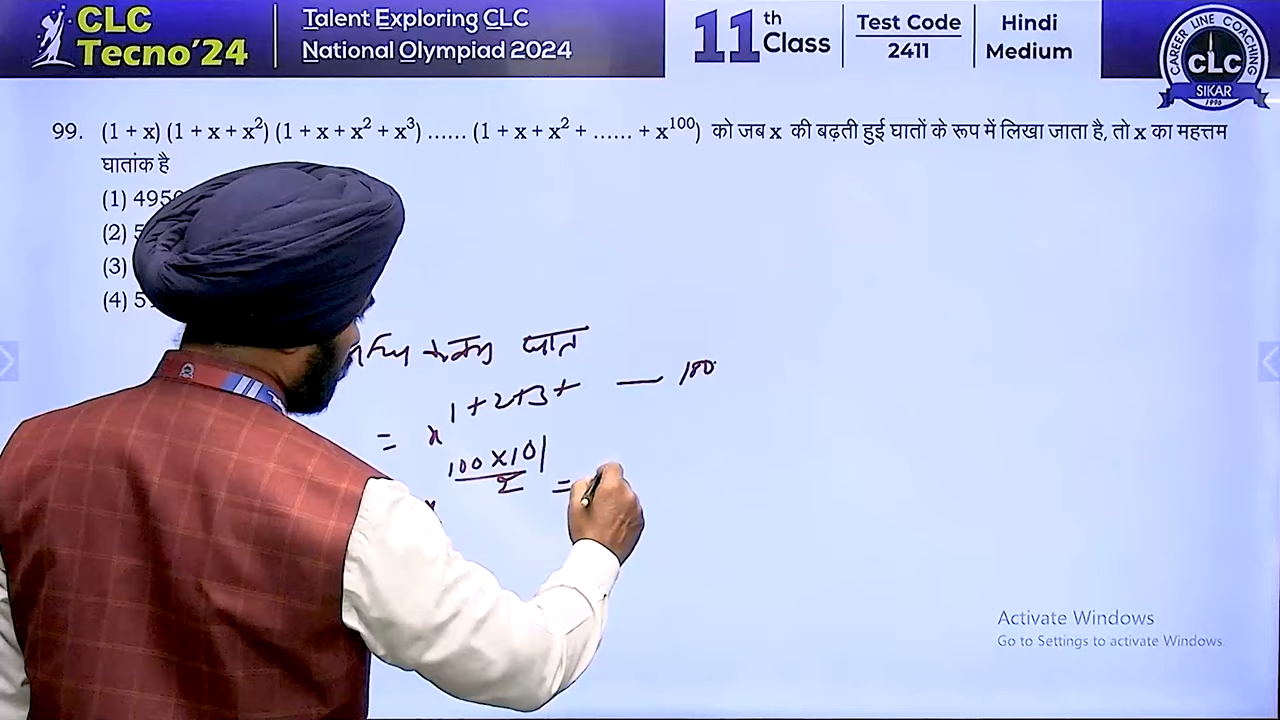 CLC
Tecno'24
Talent Exploring CLC
National Olympiad 2024
11th Class
Test Code
2411
Hindi
Medium
CAREER LINE COACHING
CLC
SIKAR
1996
99. (1 + x) (1 + x + x²) (1 + x + x² + x³) ...... (1 + x + x² + ...... + x¹⁰⁰) को जब x की बढ़ती हुई घातों के रूप में लिखा जाता है, तो x का महत्तम
घातांक है
(1) 495
(2) 5
(3)
(4) 5
घात
= x^1+2+3+ — 100
x^100×101/2 =
Activate Windows
Go to Settings to activate Windows.